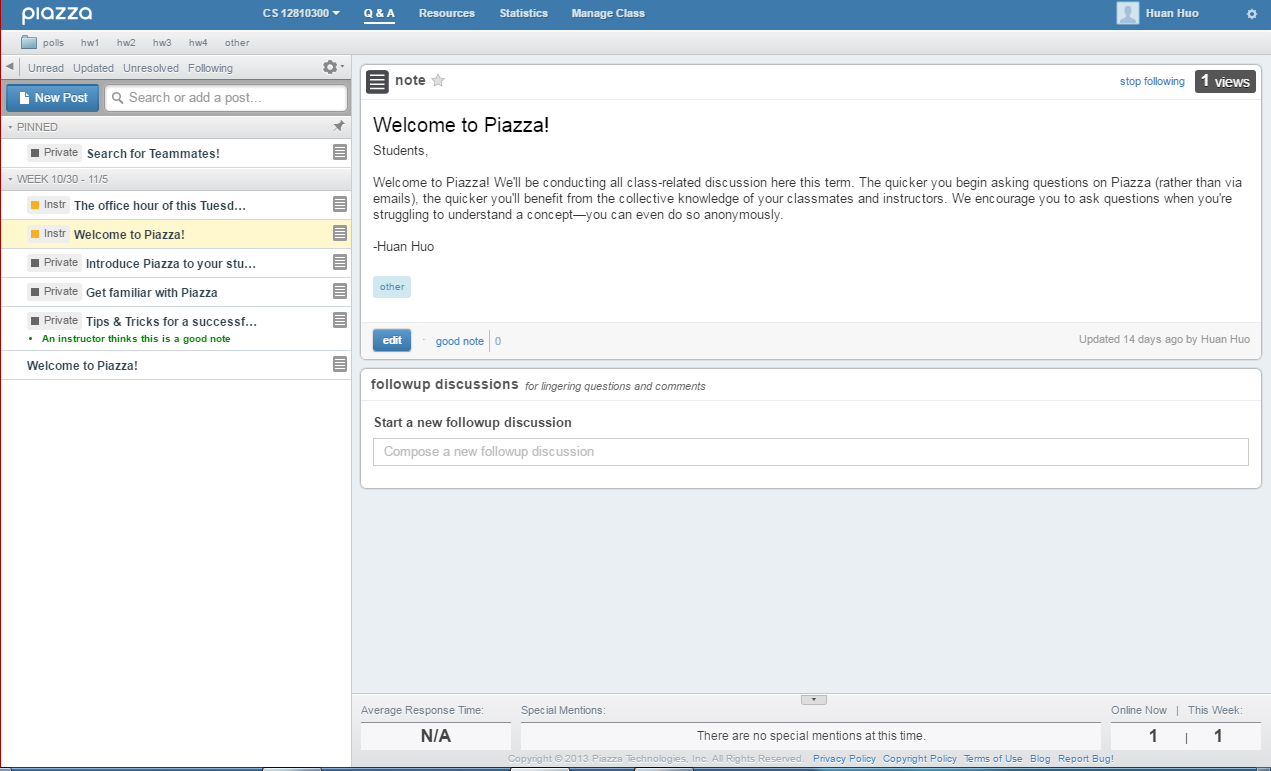 piazza CS 12810300 Q & A Resources Statistics Manage Class Huan Huo
polls hw1 hw2 hw3 hw4 other
Unread Updated Unresolved Following
New Post Search or add a post...
PINNED
Private Search for Teammates!
WEEK 10/30 - 11/5
Instr The office hour of this Tuesd...
Instr Welcome to Piazza!
Private Introduce Piazza to your stu...
Private Get familiar with Piazza
Private Tips & Tricks for a successf...
• An instructor thinks this is a good note
Welcome to Piazza!
note stop following 1 views
Welcome to Piazza!
Students,
Welcome to Piazza! We'll be conducting all class-related discussion here this term. The quicker you begin asking questions on Piazza (rather than via
emails), the quicker you'll benefit from the collective knowledge of your classmates and instructors. We encourage you to ask questions when you're
struggling to understand a concept—you can even do so anonymously.
-Huan Huo
other
edit · good note 0 Updated 14 days ago by Huan Huo
followup discussions for lingering questions and comments
Start a new followup discussion
Compose a new followup discussion
Average Response Time: Special Mentions: Online Now | This Week:
N/A There are no special mentions at this time. 1 | 1
Copyright © 2013 Piazza Technologies, Inc. All Rights Reserved. Privacy Policy Copyright Policy Terms of Use Blog Report Bug!